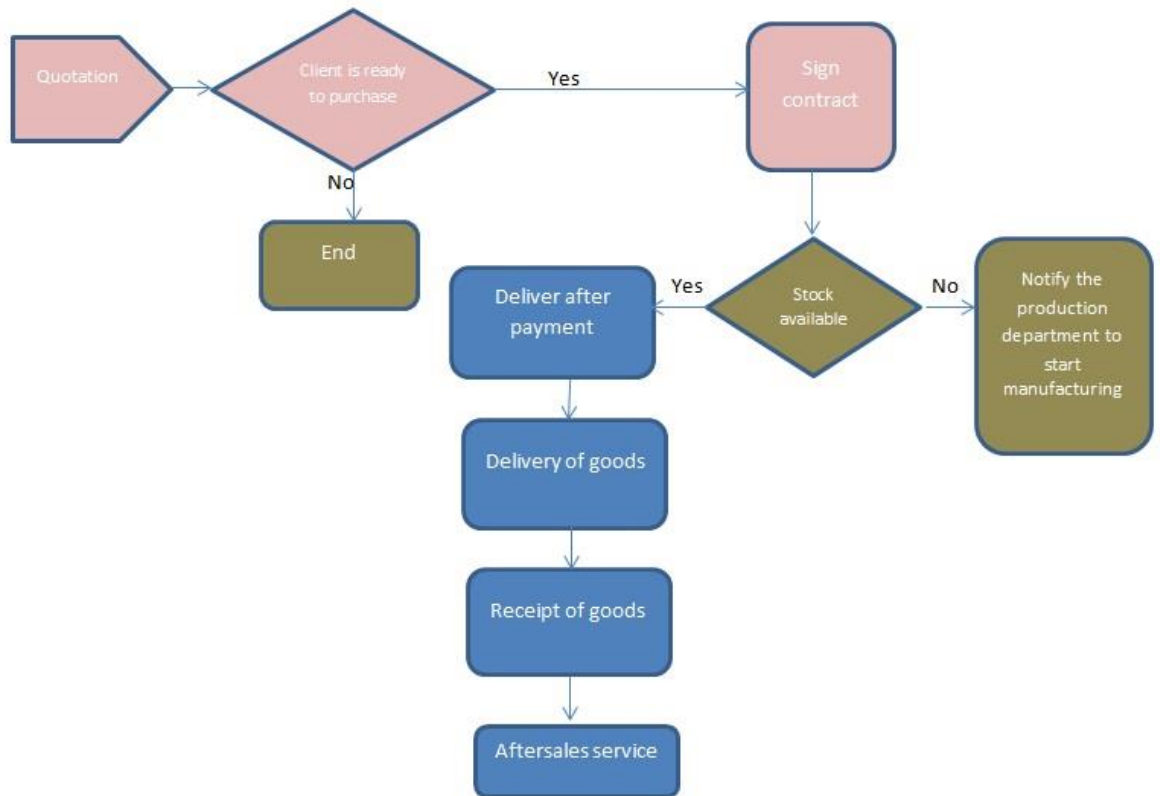 Quotation
Client is ready
to purchase
Yes
Sign
contract
No
End
Stock
available
Yes
No
Deliver after
payment
Notify the
production
department to
start
manufacturing
Delivery of goods
Receipt of goods
Aftersales service